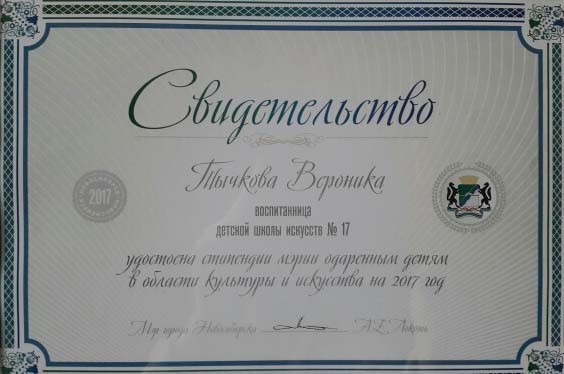 Свидетельство
Тычкова Вероника
2017
воспитанница
детской школы искусств № 17
удостоена стипендии мэрии одаренным детям
в области культуры и искусства на 2017 год
Мэр города Новосибирска А.Е. Локоть